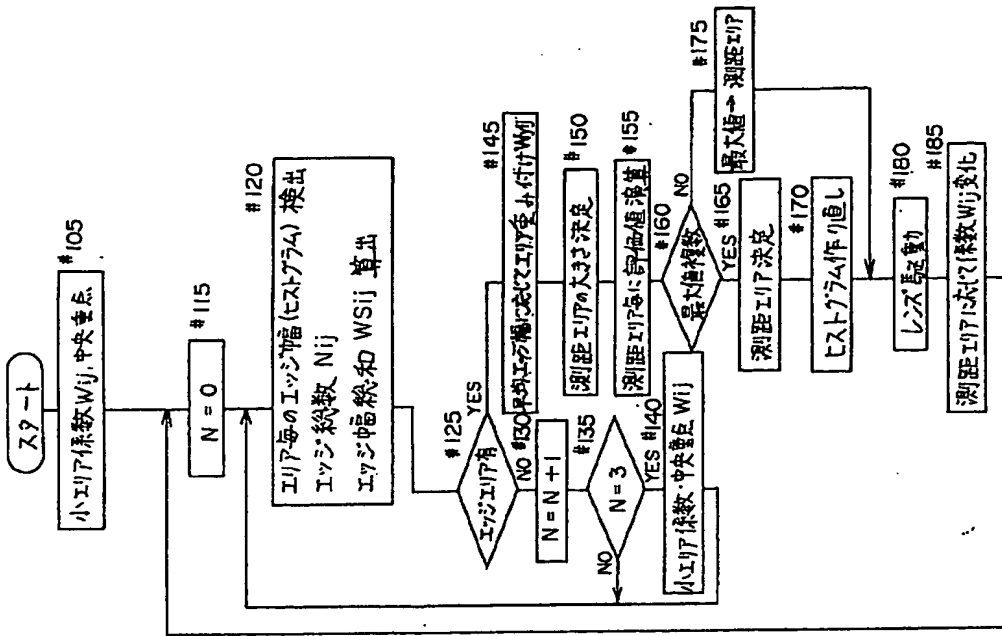 スタート
#105
小エリア係数Wij,中央重点
#115
N=0
#120
エリア毎のエッジ幅(ヒストグラム)検出
エッジ総数 Nij
エッジ幅総和 WSij 算出
#125
エッジエリア有
YES
NO
#130
N=N+1
#135
N=3
NO
YES
#140
小エリア係数・中央重点 Wij
#145
平均エッジ幅に応じてエリア重み付けWij
#150
測距エリアの大きさ決定
#155
測距エリア毎に評価値演算
#160
最大値複数
NO
YES
#165
測距エリア決定
#170
ヒストグラム作り直し
#175
最大値→測距エリア
#180
レンズ駆動
#185
測距エリアに応じて係数Wij変化